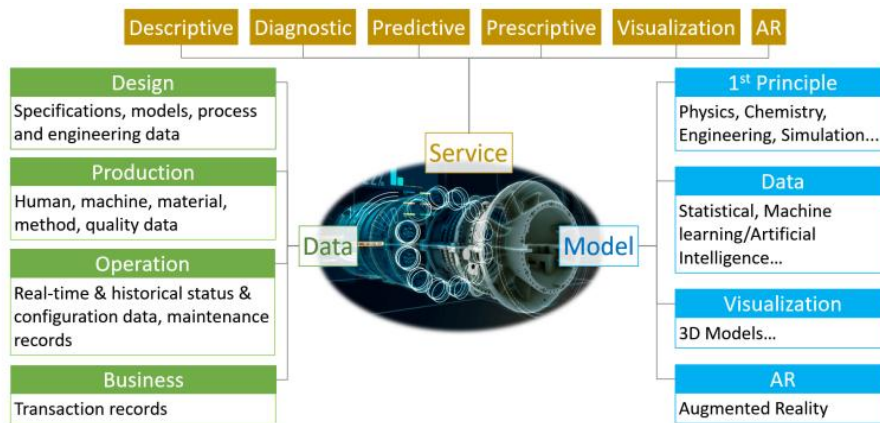 Descriptive
Diagnostic
Predictive
Prescriptive
Visualization
AR
Service
Data
Model
Design
Specifications, models, process
and engineering data
Production
Human, machine, material,
method, quality data
Operation
Real-time & historical status &
configuration data, maintenance
records
Business
Transaction records
1st Principle
Physics, Chemistry,
Engineering, Simulation...
Data
Statistical, Machine
learning/Artificial
Intelligence...
Visualization
3D Models...
AR
Augmented Reality